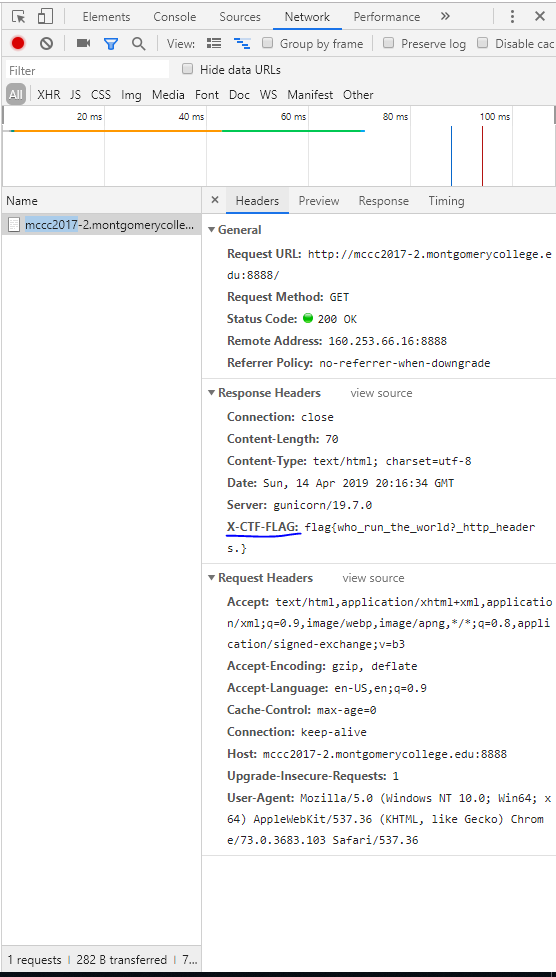 Elements Console Sources Network Performance »
View: Group by frame Preserve log Disable cac
Filter Hide data URLs
All XHR JS CSS Img Media Font Doc WS Manifest Other
20 ms 40 ms 60 ms 80 ms 100 ms
Name
mccc2017-2.montgomerycolle...
× Headers Preview Response Timing
General
Request URL: http://mccc2017-2.montgomerycollege.e
du:8888/
Request Method: GET
Status Code: 200 OK
Remote Address: 160.253.66.16:8888
Referrer Policy: no-referrer-when-downgrade
Response Headers view source
Connection: close
Content-Length: 70
Content-Type: text/html; charset=utf-8
Date: Sun, 14 Apr 2019 20:16:34 GMT
Server: gunicorn/19.7.0
X-CTF-FLAG: flag{who_run_the_world?_http_header
s.}
Request Headers view source
Accept: text/html,application/xhtml+xml,applicatio
n/xml;q=0.9,image/webp,image/apng,*/*;q=0.8,appli
cation/signed-exchange;v=b3
Accept-Encoding: gzip, deflate
Accept-Language: en-US,en;q=0.9
Cache-Control: max-age=0
Connection: keep-alive
Host: mccc2017-2.montgomerycollege.edu:8888
Upgrade-Insecure-Requests: 1
User-Agent: Mozilla/5.0 (Windows NT 10.0; Win64; x
64) AppleWebKit/537.36 (KHTML, like Gecko) Chrom
e/73.0.3683.103 Safari/537.36
1 requests 282 B transferred 7...